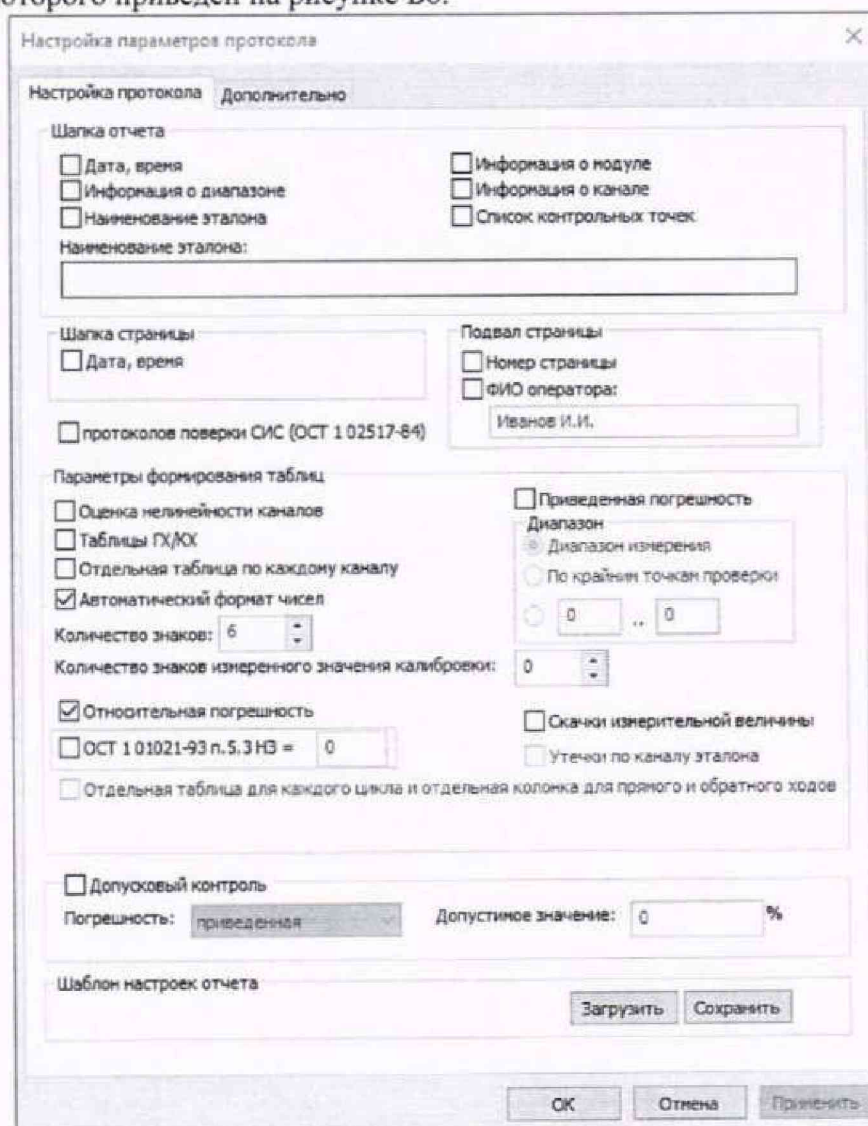 которого приведен на рисунке
Настройка параметров протокола
Настройка протокола Дополнительно
Шапка отчета
Дата, время
Информация о диапазоне
Наименование эталона
Информация о модуле
Информация о канале
Список контрольных точек
Наименование эталона:
Шапка страницы
Дата, время
Подвал страницы
Номер страницы
ФИО оператора:
Иванов И.И.
протоколов поверки СИС (ОСТ 1 02517-84)
Параметры формирования таблиц
Оценка нелинейности каналов
Таблицы ГХ/КХ
Отдельная таблица по каждому каналу
Автоматический формат чисел
Количество знаков: 6
Приведенная погрешность
Диапазон
Диапазон измерения
По крайним точкам проверки
0 .. 0
Количество знаков измеренного значения калибровки: 0
Относительная погрешность
Скачки измерительной величины
ОСТ 1 01021-93 п.5.3 НЗ = 0
Утечки по каналу эталона
Отдельная таблица для каждого цикла и отдельная колонка для прямого и обратного ходов
Допусковый контроль
Погрешность: приведенная Допустимое значение: 0 %
Шаблон настроек отчета
Загрузить Сохранить
ОК Отмена Применить